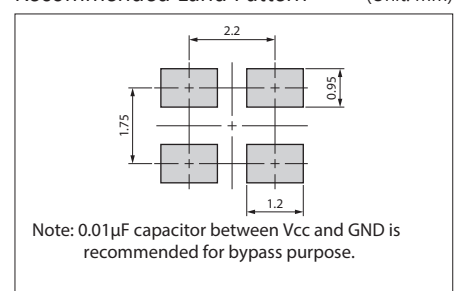 Recommended Land Pattern (Unit: mm)
2.2
0.95
1.75
1.2
Note: 0.01µF capacitor between Vcc and GND is
recommended for bypass purpose.